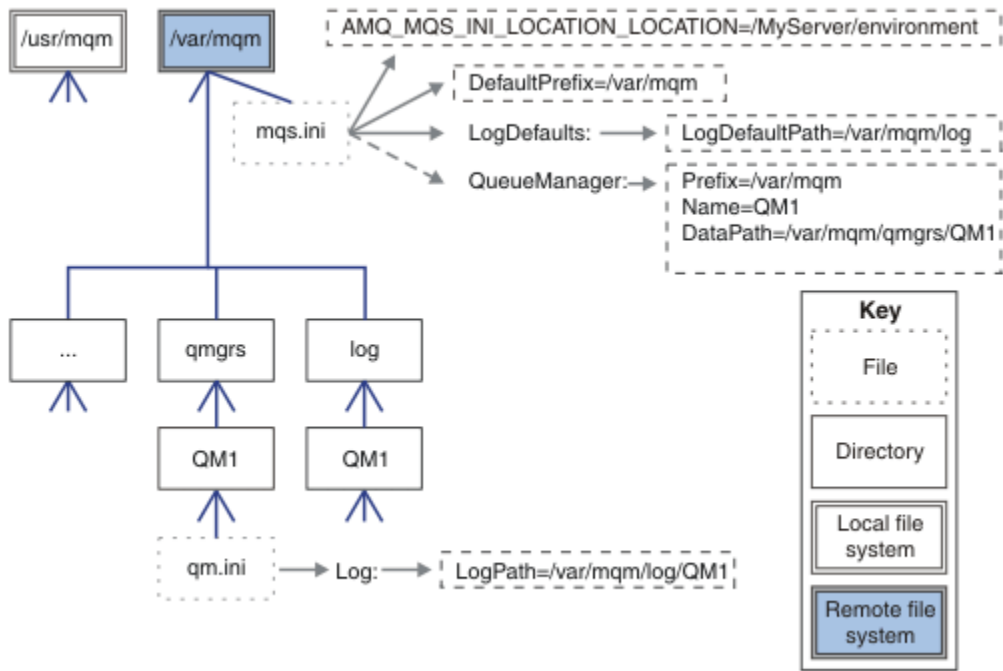 /usr/mqm
/var/mqm
AMQ_MQS_INI_LOCATION_LOCATION=/MyServer/environment
DefaultPrefix=/var/mqm
mqs.ini
LogDefaults:
LogDefaultPath=/var/mqm/log
QueueManager:
Prefix=/var/mqm
Name=QM1
DataPath=/var/mqm/qmgrs/QM1
...
qmgrs
log
QM1
QM1
qm.ini
Log:
LogPath=/var/mqm/log/QM1
Key
File
Directory
Local file
system
Remote file
system